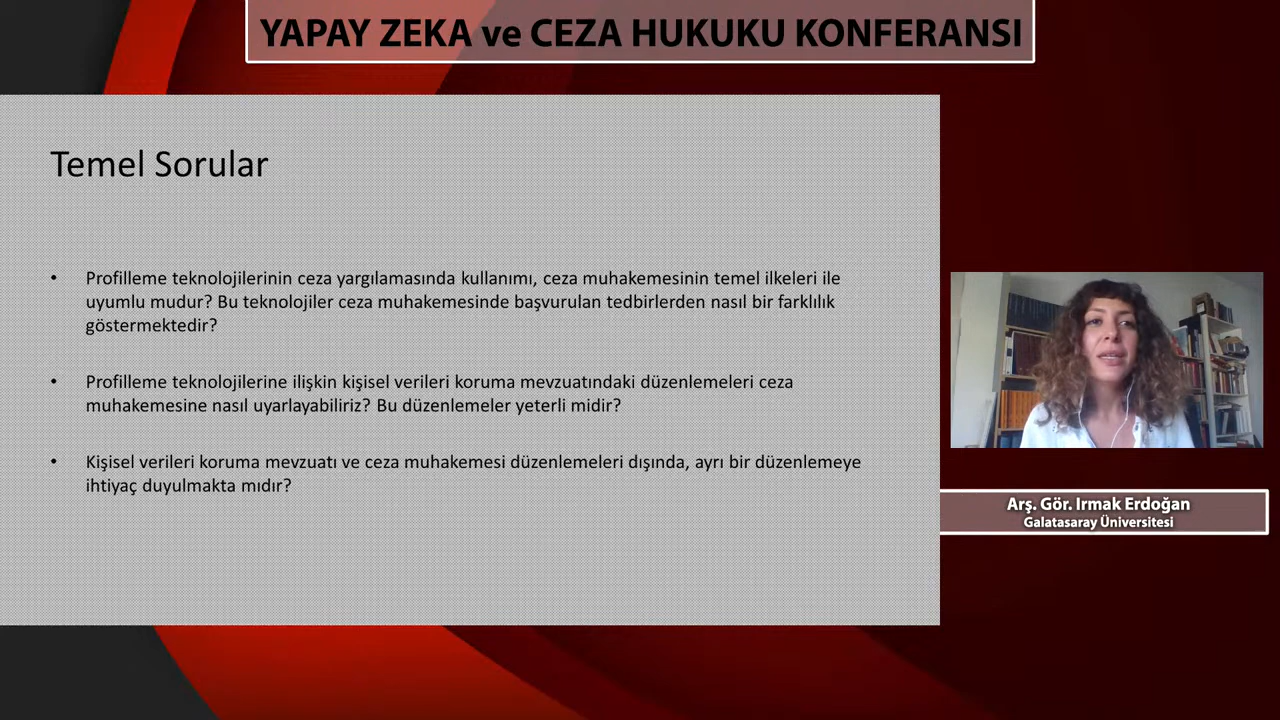 YAPAY ZEKA ve CEZA HUKUKU KONFERANSI
Temel Sorular
• Profilleme teknolojilerinin ceza yargılamasında kullanımı, ceza muhakemesinin temel ilkeleri ile
uyumlu mudur? Bu teknolojiler ceza muhakemesinde başvurulan tedbirlerden nasıl bir farklılık
göstermektedir?
• Profilleme teknolojilerine ilişkin kişisel verileri koruma mevzuatındaki düzenlemeleri ceza
muhakemesine nasıl uyarlayabiliriz? Bu düzenlemeler yeterli midir?
• Kişisel verileri koruma mevzuatı ve ceza muhakemesi düzenlemeleri dışında, ayrı bir düzenlemeye
ihtiyaç duyulmakta mıdır?
Arş. Gör. Irmak Erdoğan
Galatasaray Üniversitesi